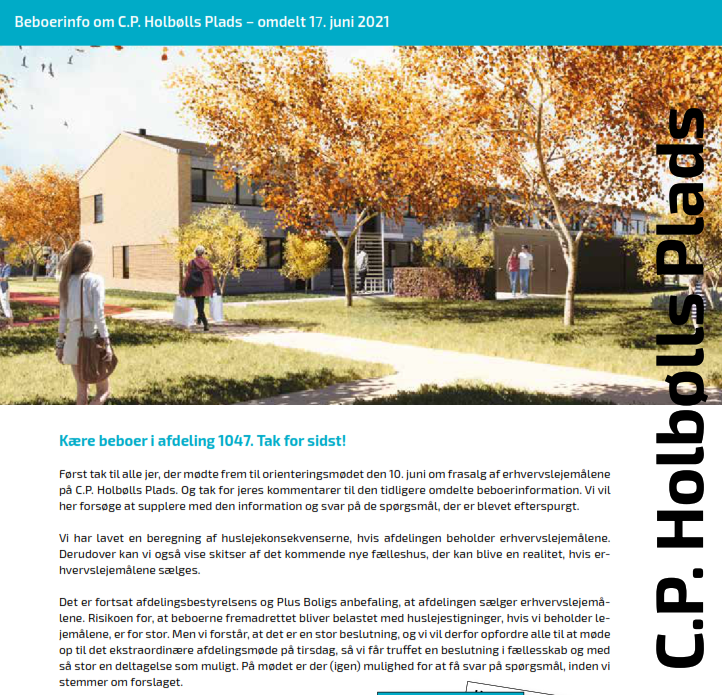 Beboerinfo om C.P. Holbølls Plads – omdelt 17. juni 2021
C.P. Holbølls Plads
Kære beboer i afdeling 1047. Tak for sidst!
Først tak til alle jer, der mødte frem til orienteringsmødet den 10. juni om frasalg af erhvervslejemålene
på C.P. Holbølls Plads. Og tak for jeres kommentarer til den tidligere omdelte beboerinformation. Vi vil
her forsøge at supplere med den information og svar på de spørgsmål, der er blevet efterspurgt.
Vi har lavet en beregning af huslejekonsekvenserne, hvis afdelingen beholder erhvervslejemålene.
Derudover kan vi også vise skitser af det kommende nye fælleshus, der kan blive en realitet, hvis er-
hvervslejemålene sælges.
Det er fortsat afdelingsbestyrelsens og Plus Boligs anbefaling, at afdelingen sælger erhvervslejemå-
lene. Risikoen for, at beboerne fremadrettet bliver belastet med huslejestigninger, hvis vi beholder le-
jemålene, er for stor. Men vi forstår, at det er en stor beslutning, og vi vil derfor opfordre alle til at møde
op til det ekstraordinære afdelingsmøde på tirsdag, så vi får truffet en beslutning i fællesskab og med
så stor en deltagelse som muligt. På mødet er der (igen) mulighed for at få svar på spørgsmål, inden vi
stemmer om forslaget.